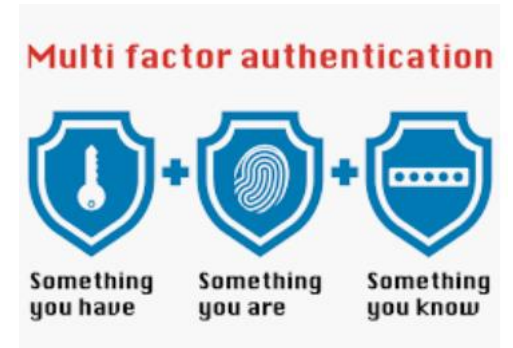 Multi factor authentication
Something you have
Something you are
Something you know